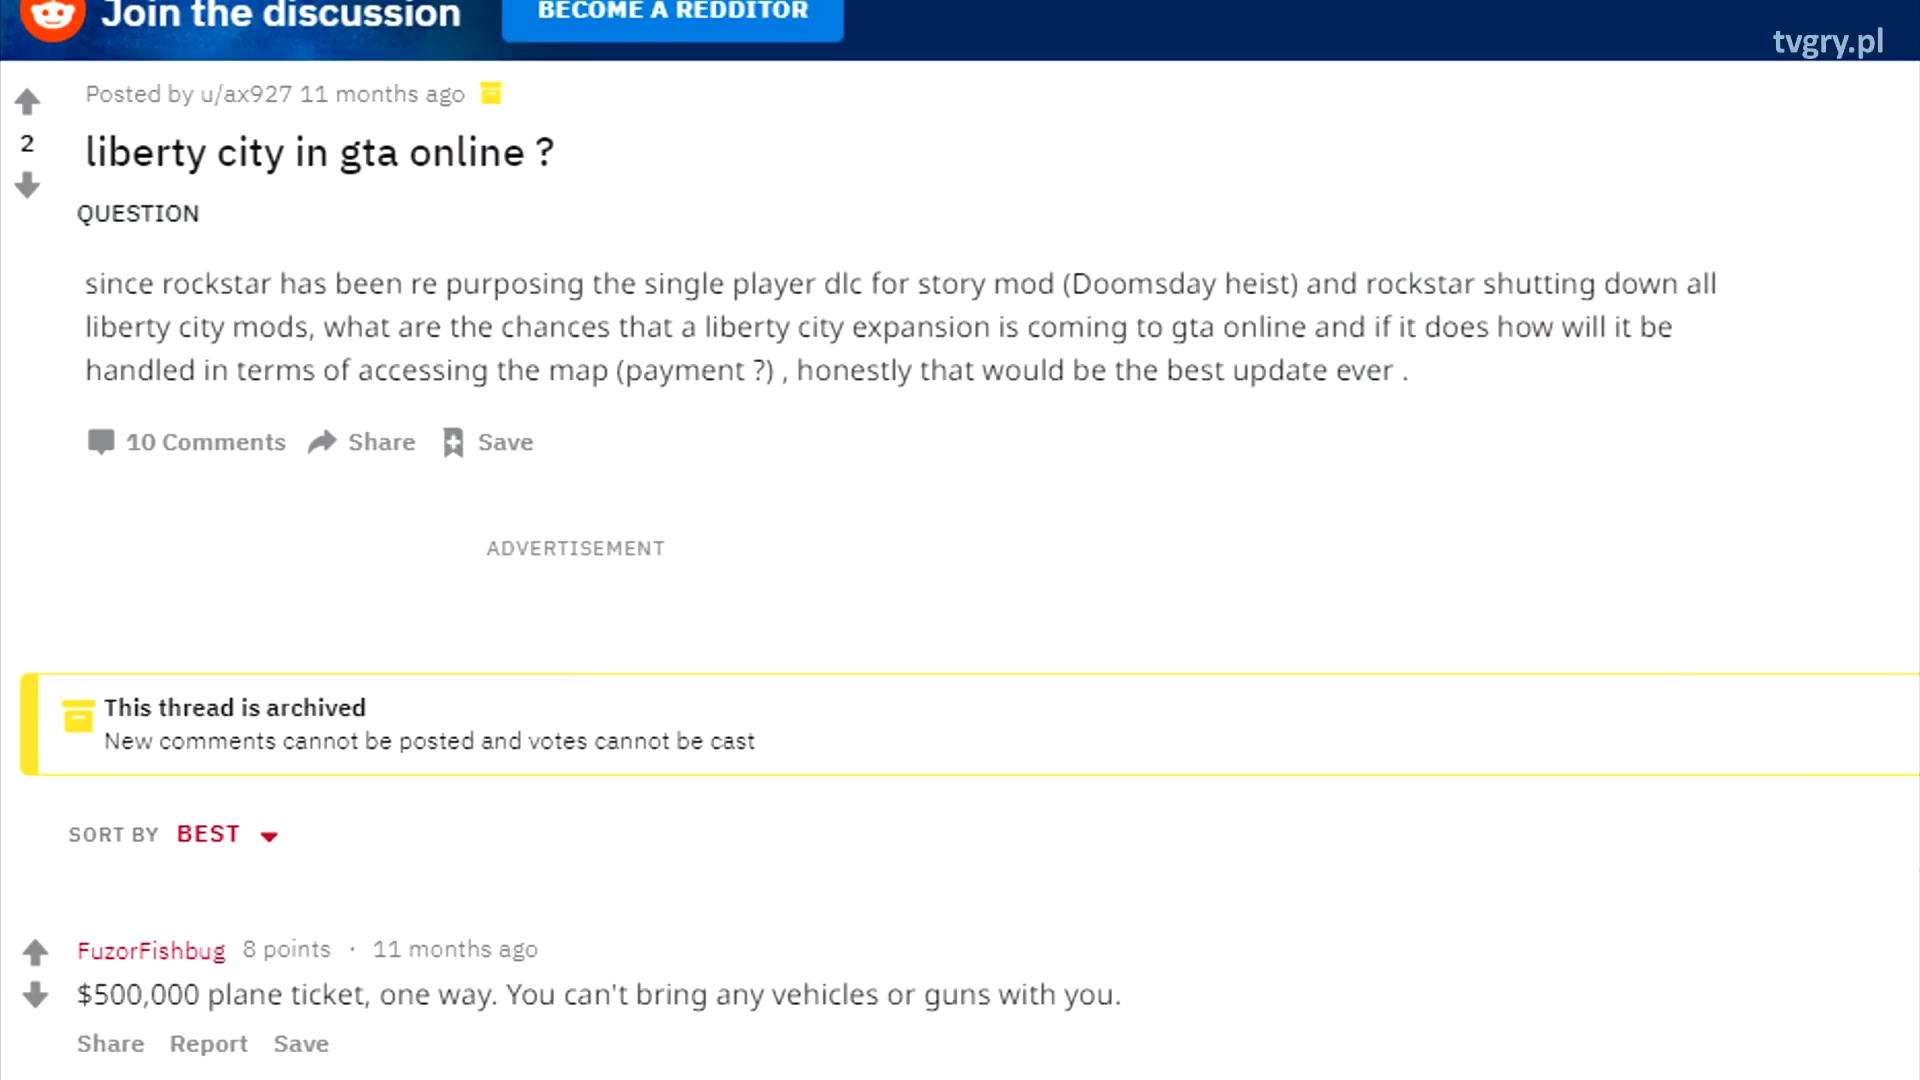 Join the discussion
BECOME A REDDITOR
tvgry.pl
Posted by u/ax927 11 months ago
2
liberty city in gta online ?
QUESTION
since rockstar has been re purposing the single player dlc for story mod (Doomsday heist) and rockstar shutting down all
liberty city mods, what are the chances that a liberty city expansion is coming to gta online and if it does how will it be
handled in terms of accessing the map (payment ?) , honestly that would be the best update ever .
10 Comments Share Save
ADVERTISEMENT
This thread is archived
New comments cannot be posted and votes cannot be cast
SORT BY BEST
FuzorFishbug 8 points · 11 months ago
$500,000 plane ticket, one way. You can't bring any vehicles or guns with you.
Share Report Save